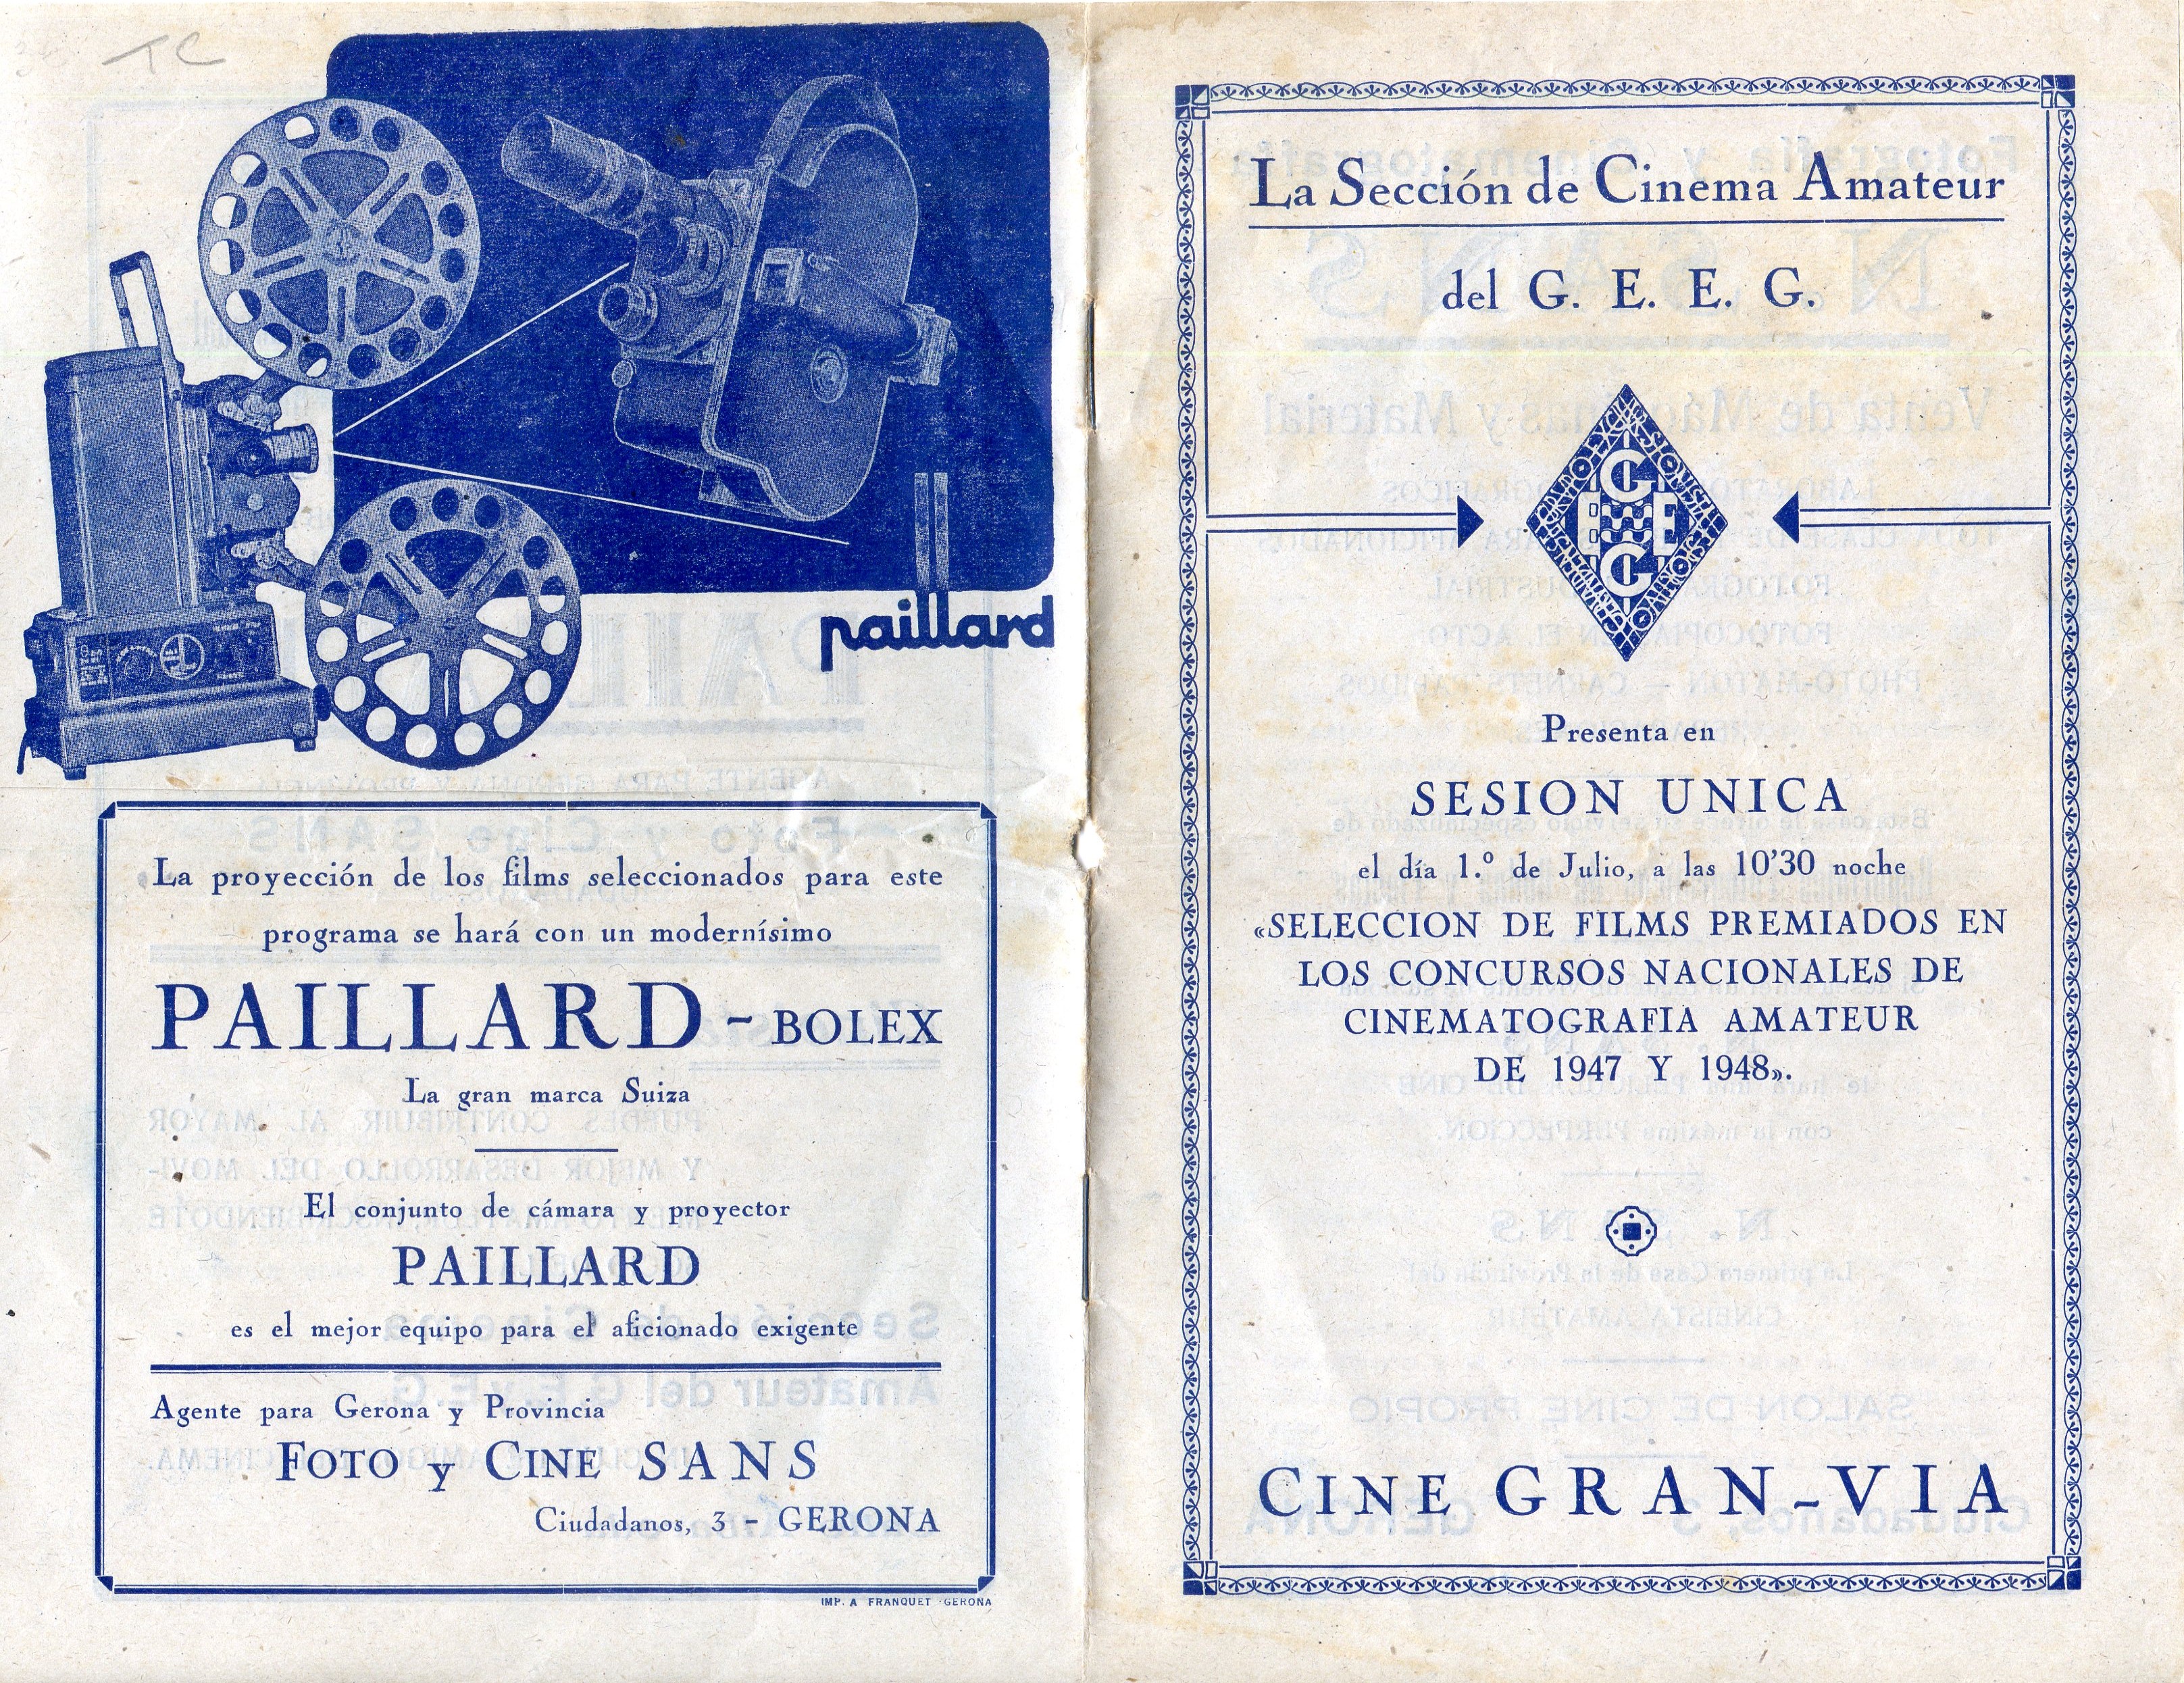 TC
paillard
La proyección de los films seleccionados para este
programa se hará con un modernísimo
PAILLARD - BOLEX
La gran marca Suiza
El conjunto de cámara y proyector
PAILLARD
es el mejor equipo para el aficionado exigente
Agente para Gerona y Provincia
FOTO y CINE SANS
Ciudadanos, 3 - GERONA
IMP. A FRANQUET - GERONA
La Sección de Cinema Amateur
del G. E. E. G.
Presenta en
SESION UNICA
el día 1.º de Julio, a las 10'30 noche
«SELECCION DE FILMS PREMIADOS EN
LOS CONCURSOS NACIONALES DE
CINEMATOGRAFIA AMATEUR
DE 1947 Y 1948».
CINE GRAN-VIA